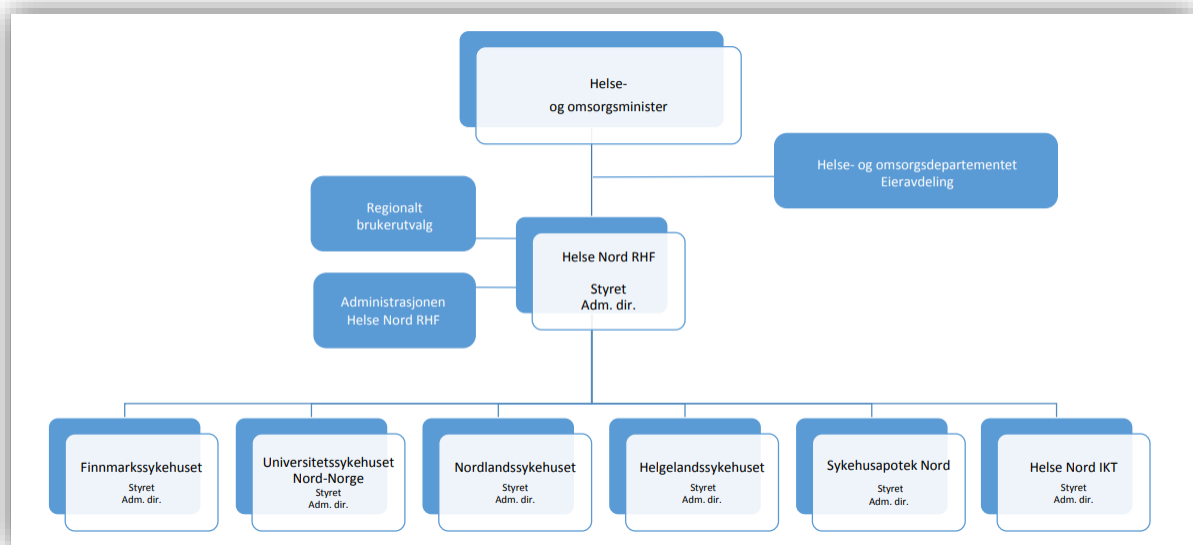 Helse-
og omsorgsminister
Helse- og omsorgsdepartementet
Eieravdeling
Regionalt
brukerutvalg
Helse Nord RHF
Styret
Adm. dir.
Administrasjonen
Helse Nord RHF
Finnmarkssykehuset
Styret
Adm. dir.
Universitetssykehuset
Nord-Norge
Styret
Adm. dir.
Nordlandssykehuset
Styret
Adm. dir.
Helgelandssykehuset
Styret
Adm. dir.
Sykehusapotek Nord
Styret
Adm. dir.
Helse Nord IKT
Styret
Adm. dir.